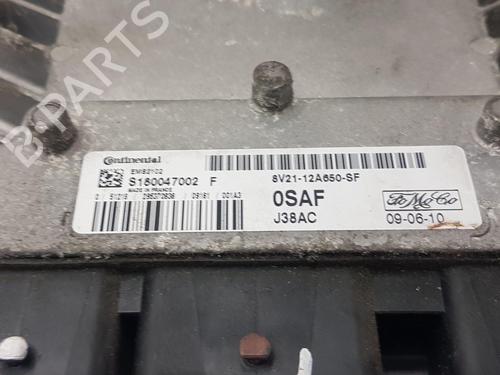 B PARTS
Continental
EMS2102
S180047002 F
MADE IN FRANCE
8V21-12A650-SF
0SAF
J38AC
FoMoCo
09-06-10